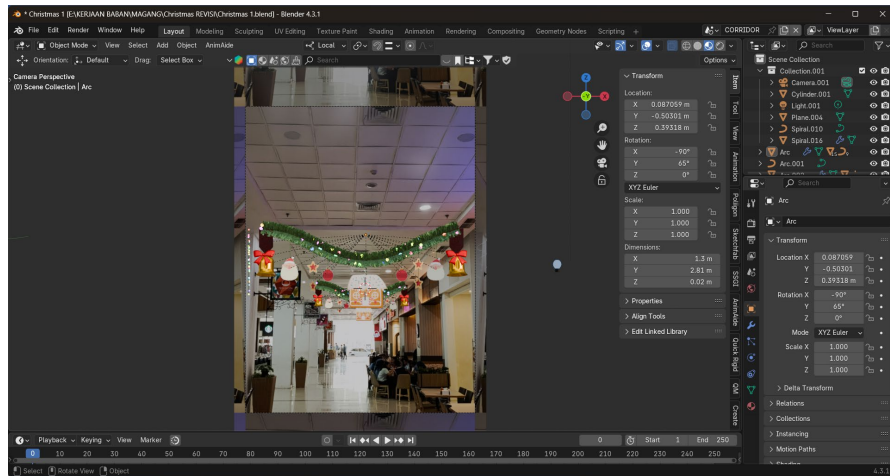 * Christmas 1 [E:\KERJAAN BABAN\MAGANG\Christmas REVISI\Christmas 1.blend] - Blender 4.3.1
File Edit Render Window Help Layout Modeling Sculpting UV Editing Texture Paint Shading Animation Rendering Compositing Geometry Nodes Scripting + CORRIDOR ViewLayer
Object Mode View Select Add Object AnimAide Local Search
Orientation: Default Drag: Select Box Search Options
Camera Perspective
(0) Scene Collection | Arc
Z
-Y
X
Transform
Location:
X 0.087059 m
Y -0.50301 m
Z 0.39318 m
Rotation:
X -90°
Y 65°
Z 0°
XYZ Euler
Scale:
X 1.000
Y 1.000
Z 1.000
Dimensions:
X 1.3 m
Y 2.81 m
Z 0.02 m
Properties
Align Tools
Edit Linked Library
Item
Tool
View
Animation
Poliigon
Sketchfab
SSGI
AnimAide
Quick Rigid
QM
Create
Scene Collection
Collection.001
Camera.001
Cylinder.001
Light.001
Plane.004
Spiral.010
Spiral.016
Arc
Arc.001
Search
Arc
Arc
Transform
Location X 0.087059
Y -0.50301
Z 0.39318
Rotation X -90°
Y 65°
Z 0°
Mode XYZ Euler
Scale X 1.000
Y 1.000
Z 1.000
Delta Transform
Relations
Collections
Instancing
Motion Paths
Shading
Playback Keying View Marker 0 Start 1 End 250
0 10 20 30 40 50 60 70 80 90 100 110 120 130 140 150 160 170 180 190 200 210 220 230 240 250
Select Rotate View Object 4.3.1